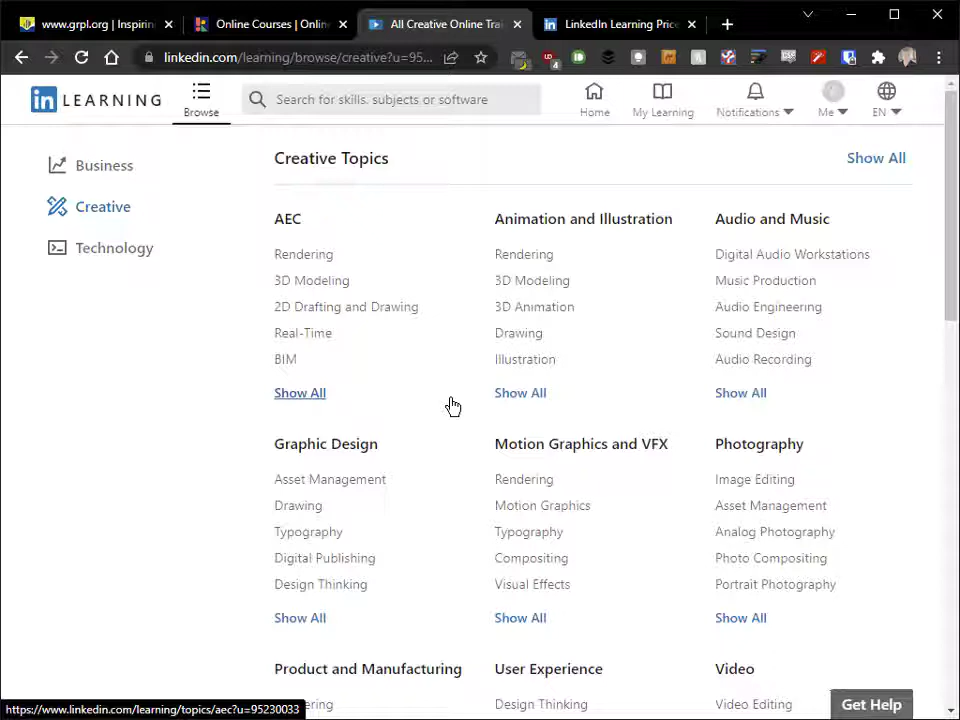 www.grpl.org | Inspirin
Online Courses | Onlin
All Creative Online Tra
LinkedIn Learning Price
linkedin.com/learning/browse/creative?u=95...
in LEARNING
Browse
Search for skills, subjects or software
Home
My Learning
Notifications
Me
EN
Business
Creative
Technology
Creative Topics
Show All
AEC
Rendering
3D Modeling
2D Drafting and Drawing
Real-Time
BIM
Show All
Animation and Illustration
Rendering
3D Modeling
3D Animation
Drawing
Illustration
Show All
Audio and Music
Digital Audio Workstations
Music Production
Audio Engineering
Sound Design
Audio Recording
Show All
Graphic Design
Asset Management
Drawing
Typography
Digital Publishing
Design Thinking
Show All
Motion Graphics and VFX
Rendering
Motion Graphics
Typography
Compositing
Visual Effects
Show All
Photography
Image Editing
Asset Management
Analog Photography
Photo Compositing
Portrait Photography
Show All
Product and Manufacturing
ering
User Experience
Design Thinking
Video
Video Editing
Get Help
https://www.linkedin.com/learning/topics/aec?u=95230033